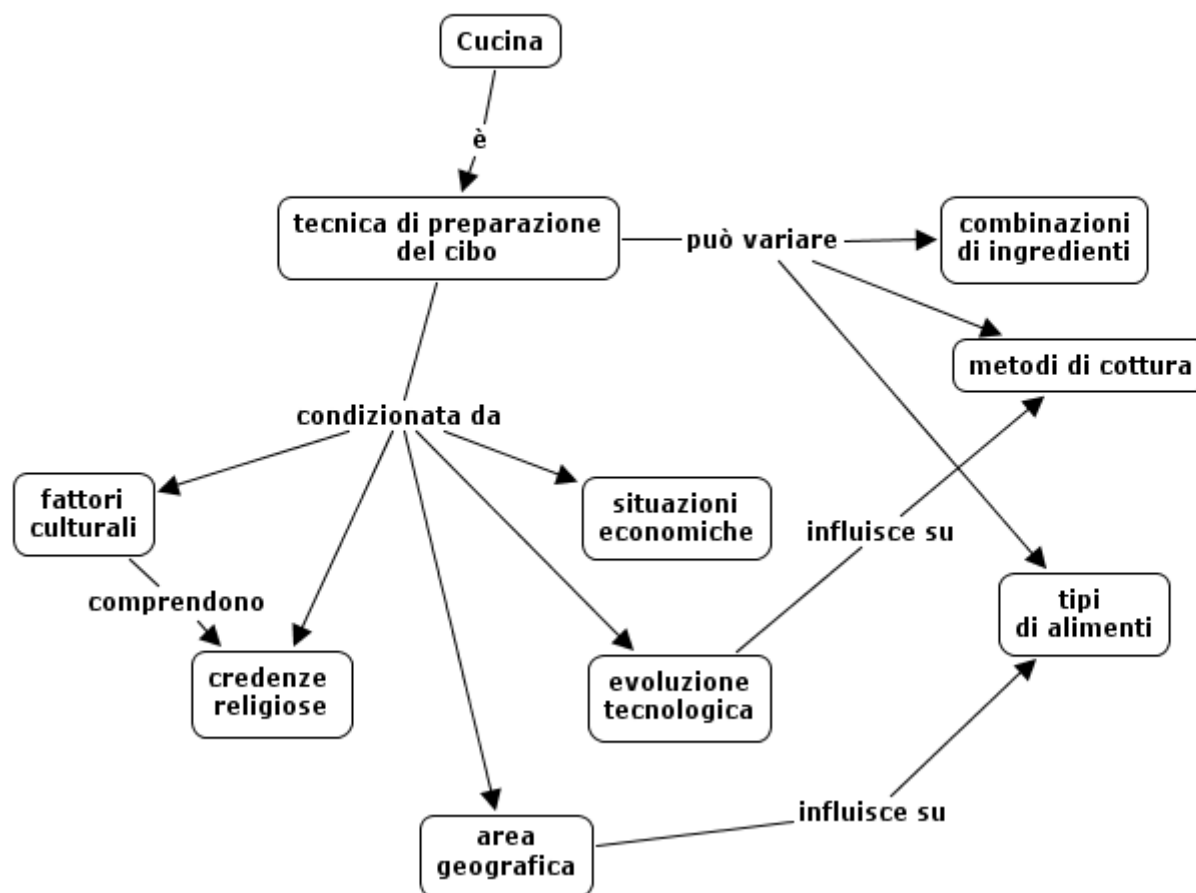 Cucina
è
tecnica di preparazione
del cibo
può variare
combinazioni
di ingredienti
metodi di cottura
condizionata da
fattori
culturali
situazioni
economiche
influisce su
comprendono
tipi
di alimenti
credenze
religiose
evoluzione
tecnologica
influisce su
area
geografica